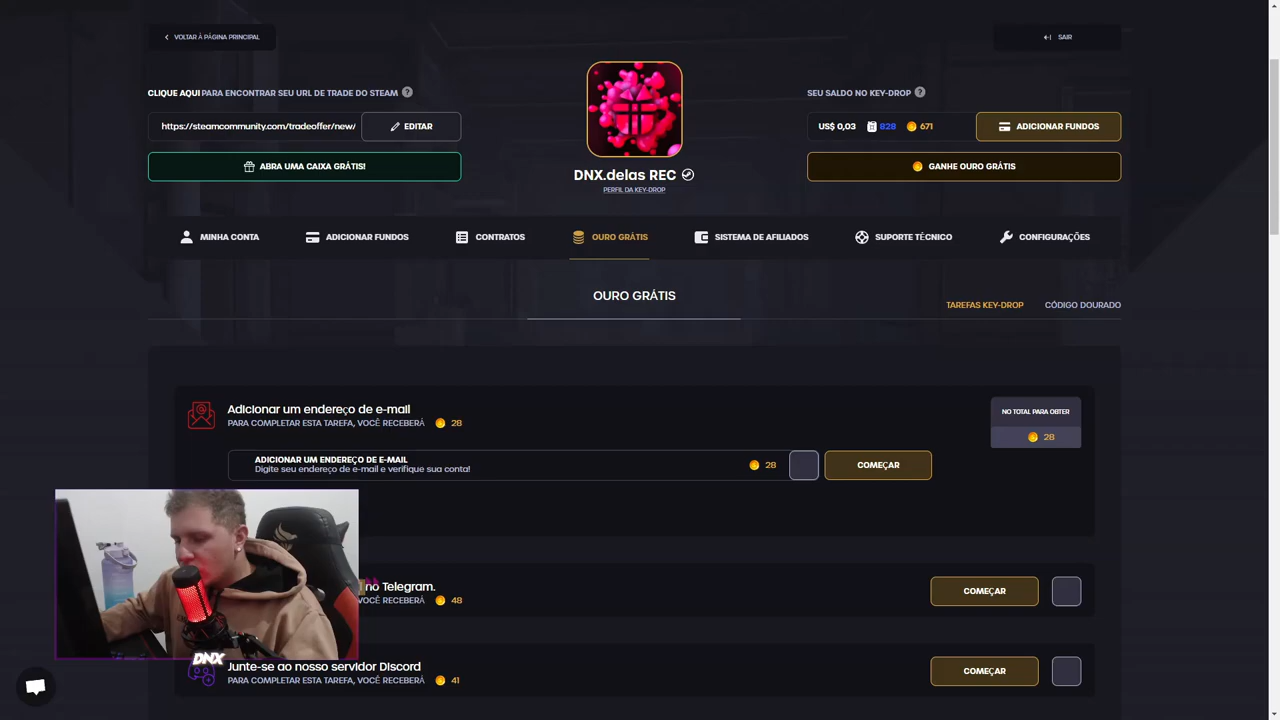 VOLTAR À PÁGINA PRINCIPAL
SAIR
CLIQUE AQUI PARA ENCONTRAR SEU URL DE TRADE DO STEAM ?
https://steamcommunity.com/tradeoffer/new/
EDITAR
ABRA UMA CAIXA GRÁTIS!
DNX.delas REC
PERFIL DA KEY-DROP
SEU SALDO NO KEY-DROP ?
US$ 0,03 828 671
ADICIONAR FUNDOS
GANHE OURO GRÁTIS
MINHA CONTA
ADICIONAR FUNDOS
CONTRATOS
OURO GRÁTIS
SISTEMA DE AFILIADOS
SUPORTE TÉCNICO
CONFIGURAÇÕES
OURO GRÁTIS
TAREFAS KEY-DROP
CÓDIGO DOURADO
Adicionar um endereço de e-mail
PARA COMPLETAR ESTA TAREFA, VOCÊ RECEBERÁ 28
NO TOTAL PARA OBTER
28
ADICIONAR UM ENDEREÇO DE E-MAIL
Digite seu endereço de e-mail e verifique sua conta!
28
COMEÇAR
no Telegram.
VOCÊ RECEBERÁ 48
COMEÇAR
DNX
Junte-se ao nosso servidor Discord
PARA COMPLETAR ESTA TAREFA, VOCÊ RECEBERÁ 41
COMEÇAR